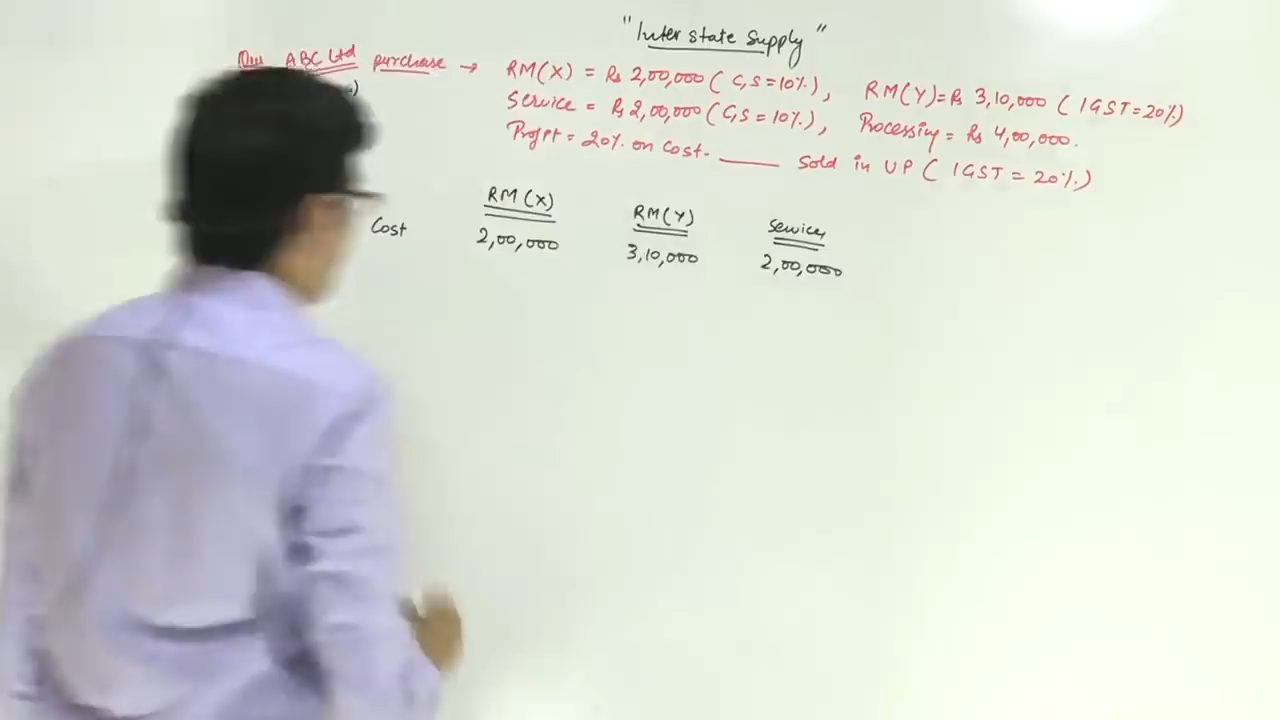 "Inter state Supply"
Que ABC Ltd purchase → RM(X) = Rs 2,00,000 ( C,S=10%), RM(Y)=Rs 3,10,000 ( IGST=20%)
Service = Rs 2,00,000 (C,S = 10%), Processing = Rs 4,00,000.
Profit = 20% on cost. ——— Sold in UP ( IGST = 20%)
RM(X) RM(Y) Services
Cost 2,00,000 3,10,000 2,00,000